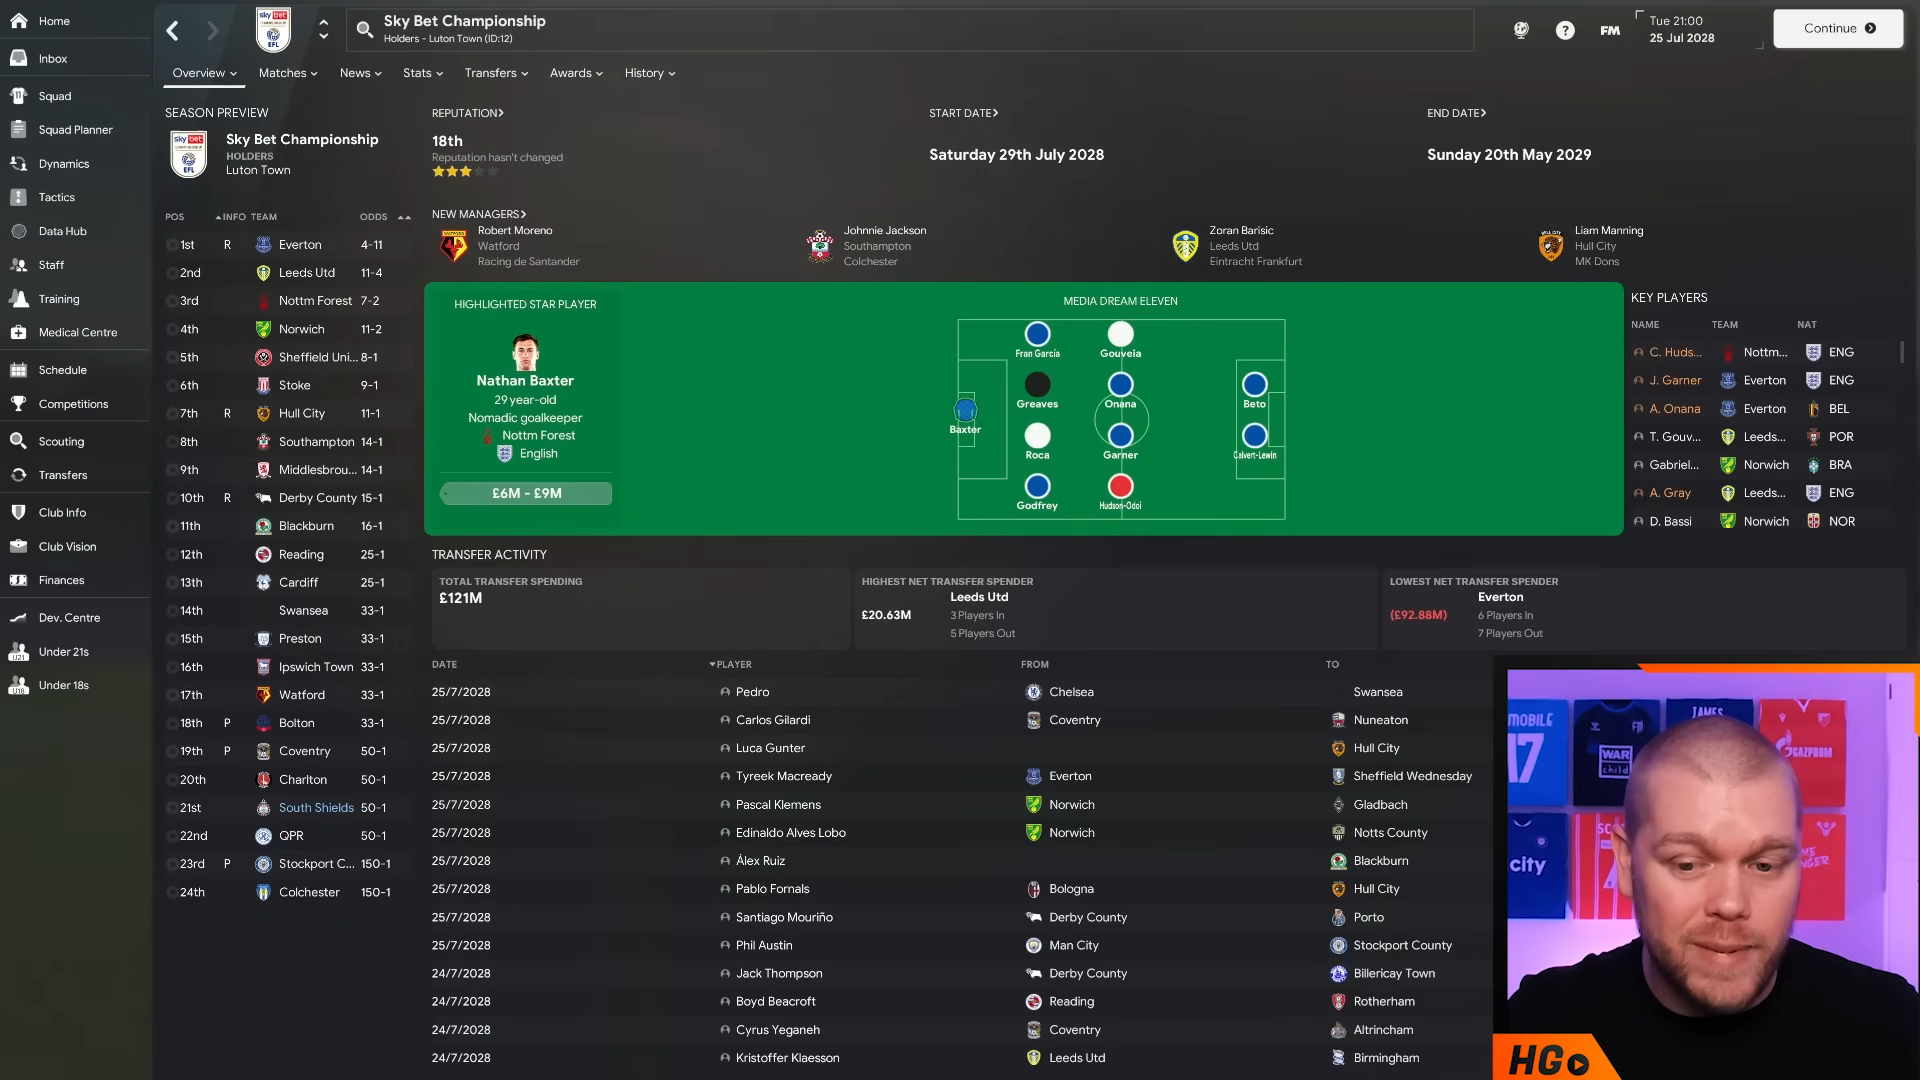 Home
Inbox
Squad
Squad Planner
Dynamics
Tactics
Data Hub
Staff
Training
Medical Centre
Schedule
Competitions
Scouting
Transfers
Club Info
Club Vision
Finances
Dev. Centre
Under 21s
Under 18s
Sky Bet Championship
Holders - Luton Town (ID:12)
FM
Tue 21:00
25 Jul 2028
Continue
Overview Matches News Stats Transfers Awards History
SEASON PREVIEW
Sky Bet Championship
HOLDERS
Luton Town
REPUTATION
18th
Reputation hasn't changed
START DATE
Saturday 29th July 2028
END DATE
Sunday 20th May 2029
NEW MANAGERS
Robert Moreno
Watford
Racing de Santander
Johnnie Jackson
Southampton
Colchester
Zoran Barisic
Leeds Utd
Eintracht Frankfurt
Liam Manning
Hull City
MK Dons
POS INFO TEAM ODDS
1st R Everton 4-11
2nd Leeds Utd 11-4
3rd Nottm Forest 7-2
4th Norwich 11-2
5th Sheffield Uni... 8-1
6th Stoke 9-1
7th R Hull City 11-1
8th Southampton 14-1
9th Middlesbrou... 14-1
10th R Derby County 15-1
11th Blackburn 16-1
12th Reading 25-1
13th Cardiff 25-1
14th Swansea 33-1
15th Preston 33-1
16th Ipswich Town 33-1
17th Watford 33-1
18th P Bolton 33-1
19th P Coventry 50-1
20th Charlton 50-1
21st South Shields 50-1
22nd QPR 50-1
23rd P Stockport C... 150-1
24th Colchester 150-1
HIGHLIGHTED STAR PLAYER
Nathan Baxter
29 year-old
Nomadic goalkeeper
Nottm Forest
English
£6M - £9M
MEDIA DREAM ELEVEN
Fran García
Gouveia
Greaves
Onana
Beto
Baxter
Roca
Garner
Calvert-Lewin
Godfrey
Hudson-Odoi
KEY PLAYERS
NAME TEAM NAT
C. Huds... Nottm... ENG
J. Garner Everton ENG
A. Onana Everton BEL
T. Gouv... Leeds... POR
Gabriel... Norwich BRA
A. Gray Leeds... ENG
D. Bassi Norwich NOR
TRANSFER ACTIVITY
TOTAL TRANSFER SPENDING
£121M
HIGHEST NET TRANSFER SPENDER
Leeds Utd
£20.63M
3 Players In
5 Players Out
LOWEST NET TRANSFER SPENDER
Everton
(£92.88M)
6 Players In
7 Players Out
DATE PLAYER FROM TO
25/7/2028 Pedro Chelsea Swansea
25/7/2028 Carlos Gilardi Coventry Nuneaton
25/7/2028 Luca Gunter Hull City
25/7/2028 Tyreek Macready Everton Sheffield Wednesday
25/7/2028 Pascal Klemens Norwich Gladbach
25/7/2028 Edinaldo Alves Lobo Norwich Notts County
25/7/2028 Álex Ruiz Blackburn
25/7/2028 Pablo Fornals Bologna Hull City
25/7/2028 Santiago Mouriño Derby County Porto
25/7/2028 Phil Austin Man City Stockport County
24/7/2028 Jack Thompson Derby County Billericay Town
24/7/2028 Boyd Beacroft Reading Rotherham
24/7/2028 Cyrus Yeganeh Coventry Altrincham
24/7/2028 Kristoffer Klaesson Leeds Utd Birmingham
MOBILE
17
WAR
child
JAMES
GAZPROM
city
HG